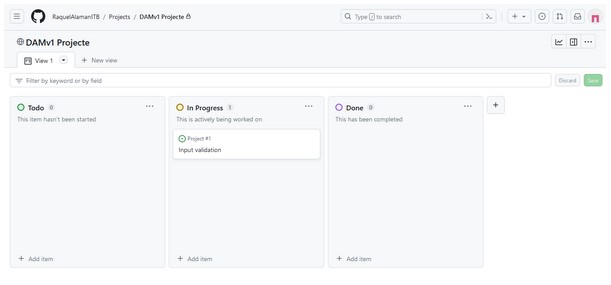 RaquelAlamanITB / Projects / DAMv1 Projecte
Type / to search
DAMv1 Projecte
View 1
New view
Filter by keyword or by field
Discard
Save
Todo 0
This item hasn't been started
In Progress 1
This is actively being worked on
Project #1
Input validation
Done 0
This has been completed
Add item
Add item
Add item